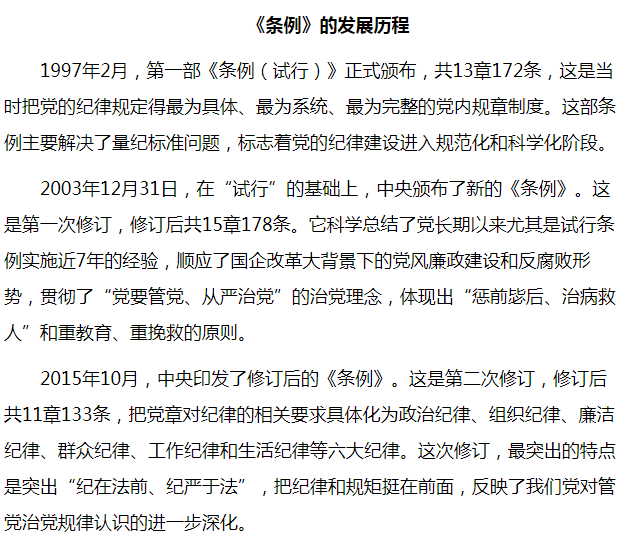 《条例》的发展历程
1997年2月，第一部《条例（试行）》正式颁布，共13章172条，这是当
时把党的纪律规定得最为具体、最为系统、最为完整的党内规章制度。这部条
例主要解决了量纪标准问题，标志着党的纪律建设进入规范化和科学化阶段。
2003年12月31日，在“试行”的基础上，中央颁布了新的《条例》。这
是第一次修订，修订后共15章178条。它科学总结了党长期以来尤其是试行条
例实施近7年的经验，顺应了国企改革大背景下的党风廉政建设和反腐败形
势，贯彻了“党要管党、从严治党”的治党理念，体现出“惩前毖后、治病救
人”和重教育、重挽救的原则。
2015年10月，中央印发了修订后的《条例》。这是第二次修订，修订后
共11章133条，把党章对纪律的相关要求具体化为政治纪律、组织纪律、廉洁
纪律、群众纪律、工作纪律和生活纪律等六大纪律。这次修订，最突出的特点
是突出“纪在法前、纪严于法”，把纪律和规矩挺在前面，反映了我们党对管
党治党规律认识的进一步深化。